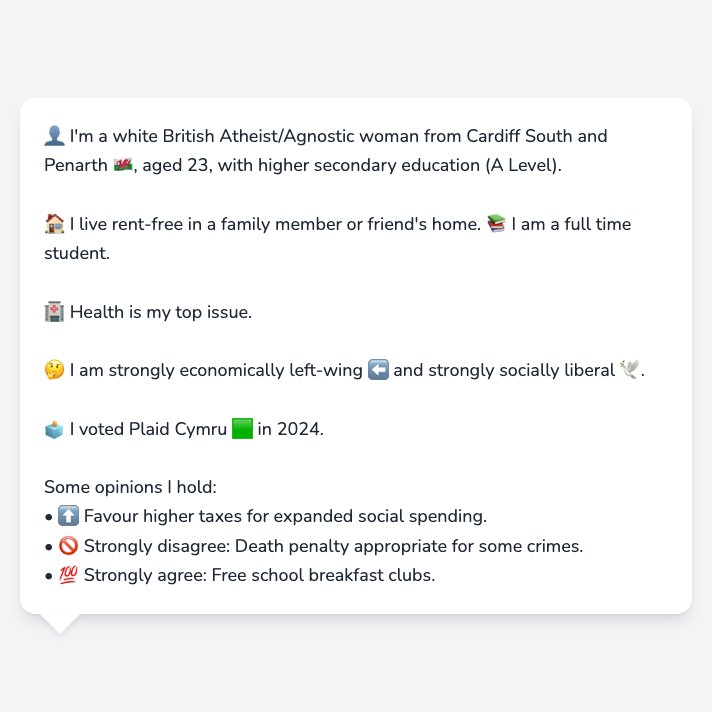 👤 I'm a white British Atheist/Agnostic woman from Cardiff South and
Penarth 🏴󠁧󠁢󠁷󠁬󠁳󠁿, aged 23, with higher secondary education (A Level).
🏠 I live rent-free in a family member or friend's home. 📚 I am a full time
student.
🏥 Health is my top issue.
🤔 I am strongly economically left-wing ⬅️ and strongly socially liberal 🕊️.
🗳️ I voted Plaid Cymru 🟩 in 2024.
Some opinions I hold:
• ⬆️ Favour higher taxes for expanded social spending.
• 🚫 Strongly disagree: Death penalty appropriate for some crimes.
• 💯 Strongly agree: Free school breakfast clubs.